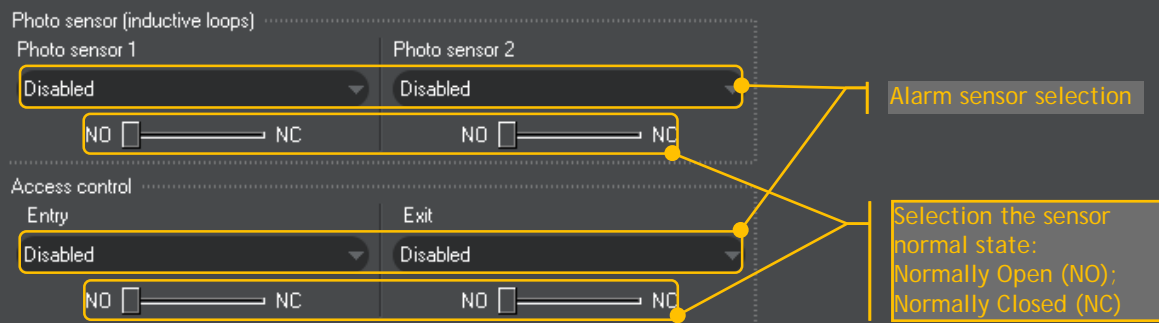 Photo sensor (inductive loops)
Photo sensor 1 Photo sensor 2
Disabled Disabled
Alarm sensor selection
NO NC NO NC
Access control
Entry Exit
Selection the sensor
normal state:
Normally Open (NO);
Normally Closed (NC)
Disabled Disabled
NO NC NO NC